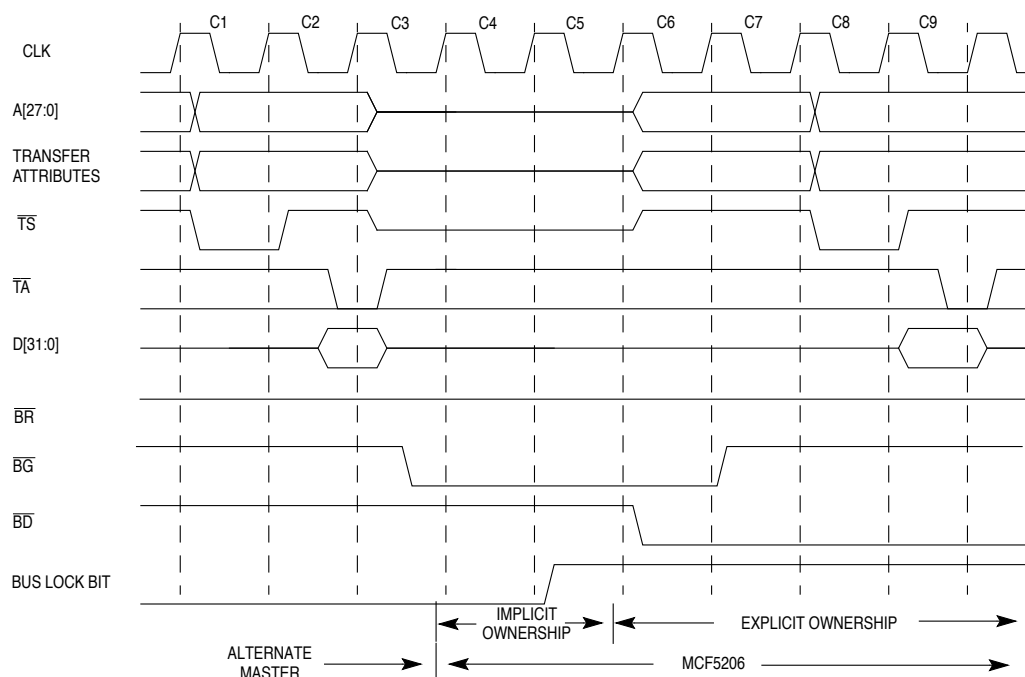 C1 C2 C3 C4 C5 C6 C7 C8 C9
CLK
A[27:0]
TRANSFER
ATTRIBUTES
TS
TA
D[31:0]
BR
BG
BD
BUS LOCK BIT
IMPLICIT
OWNERSHIP
EXPLICIT OWNERSHIP
ALTERNATE
MASTER
MCF5206